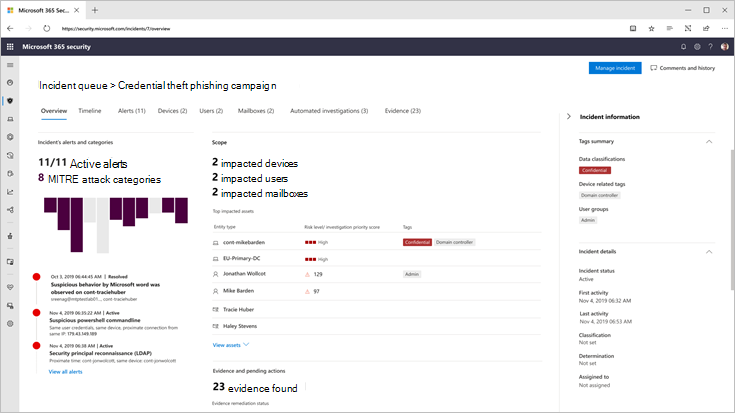 Microsoft 365 Secu...
https://security.microsoft.com/incidents/7/overview
Microsoft 365 security
Manage incident
Comments and history
Incident queue > Credential theft phishing campaign
Overview Timeline Alerts (11) Devices (2) Users (2) Mailboxes (2) Automated investigations (3) Evidence (23)
Incident's alerts and categories
11/11 Active alerts
8 MITRE attack categories
Oct 3, 2019 06:44:45 AM | Resolved
Suspicious behavior by Microsoft word was
observed on cont-traciehuber
vreenag@mtptestlab01... cont-traciehuber
Nov 4, 2019 06:35:22 AM | Active
Suspicious powershell commandline
Same user credentials, same device, proximate connection from
same IP: 179.43.149.189
Nov 4, 2019 06:39 AM | Active
Security principal reconnaissance (LDAP)
Proximate time: cont-jonwolcott, same device: cont-jonwolcott
View all alerts
Scope
2 impacted devices
2 impacted users
2 impacted mailboxes
Top impacted assets
Entity type Risk level/ investigation priority score Tags
cont-mikebarden High Confidential Domain controller
EU-Primary-DC High
Jonathan Wollcot 129 Admin
Mike Barden 97
Tracie Huber
Haley Stevens
View assets
Evidence and pending actions
23 evidence found
Evidence remediation status
Incident information
Tags summary
Data classifications
Confidential
Device related tags
Domain controller
User groups
Admin
Incident details
Incident status
Active
First activity
Nov 4, 2019 06:32 AM
Last activity
Nov 4, 2019 06:53 AM
Classification
Not set
Determination
Not set
Assigned to
Not assigned